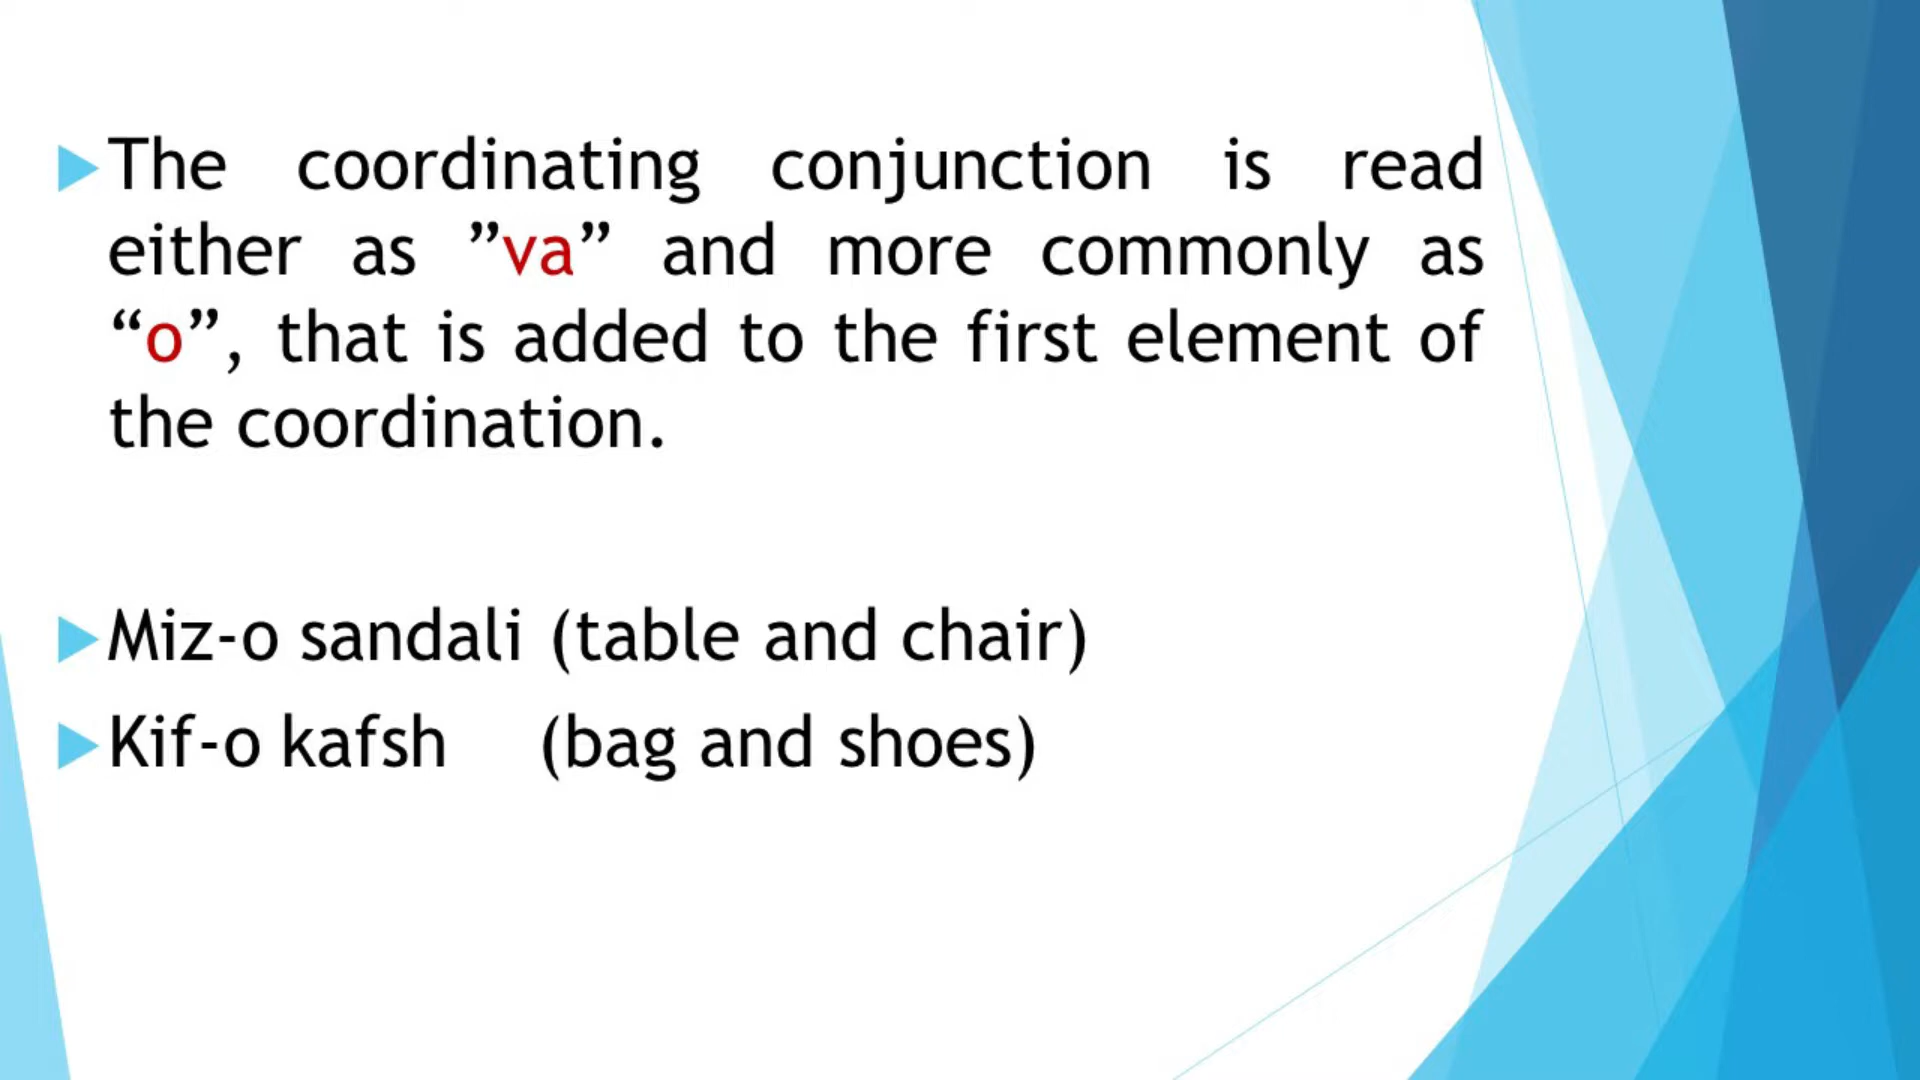 The coordinating conjunction is read
either as ”va” and more commonly as
“o”, that is added to the first element of
the coordination.
Miz-o sandali (table and chair)
Kif-o kafsh (bag and shoes)